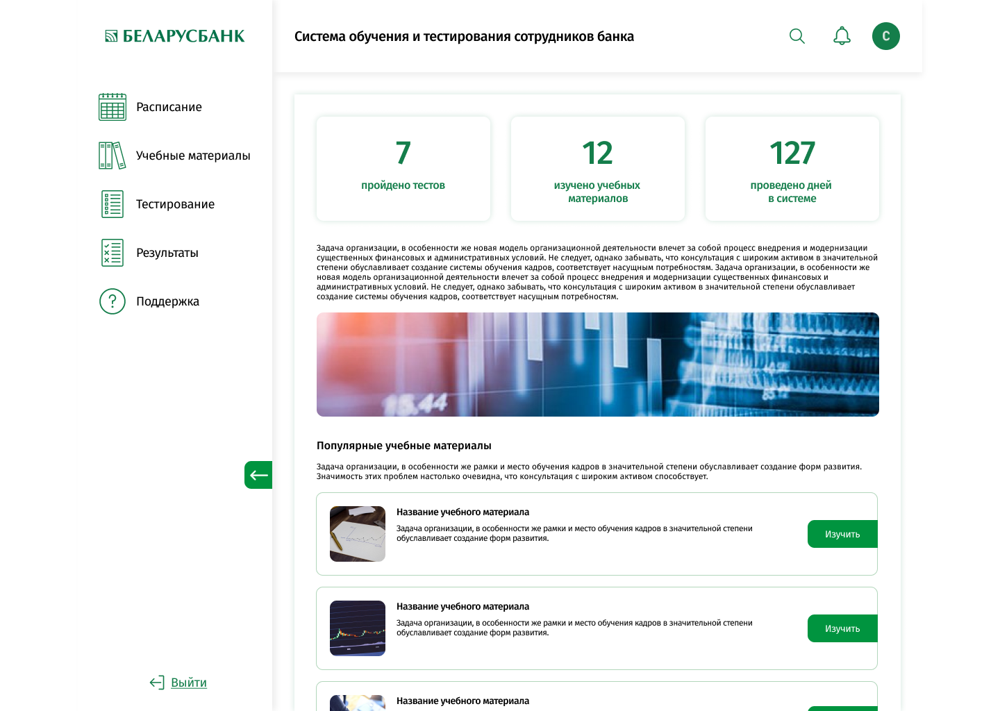 БЕЛАРУСБАНК
Система обучения и тестирования сотрудников банка
С
Расписание
Учебные материалы
Тестирование
Результаты
Поддержка
Выйти
7
пройдено тестов
12
изучено учебных
материалов
127
проведено дней
в системе
Задача организации, в особенности же новая модель организационной деятельности влечет за собой процесс внедрения и модернизации
существенных финансовых и административных условий. Не следует, однако забывать, что консультация с широким активом в значительной
степени обуславливает создание системы обучения кадров, соответствует насущным потребностям. Задача организации, в особенности же
новая модель организационной деятельности влечет за собой процесс внедрения и модернизации существенных финансовых и
административных условий. Не следует, однако забывать, что консультация с широким активом в значительной степени обуславливает
создание системы обучения кадров, соответствует насущным потребностям.
15.44
Популярные учебные материалы
Задача организации, в особенности же рамки и место обучения кадров в значительной степени обуславливает создание форм развития.
Значимость этих проблем настолько очевидна, что консультация с широким активом способствует.
Название учебного материала
Задача организации, в особенности же рамки и место обучения кадров в значительной степени
обуславливает создание форм развития.
Изучить
Название учебного материала
Задача организации, в особенности же рамки и место обучения кадров в значительной степени
обуславливает создание форм развития.
Изучить
Название учебного материала